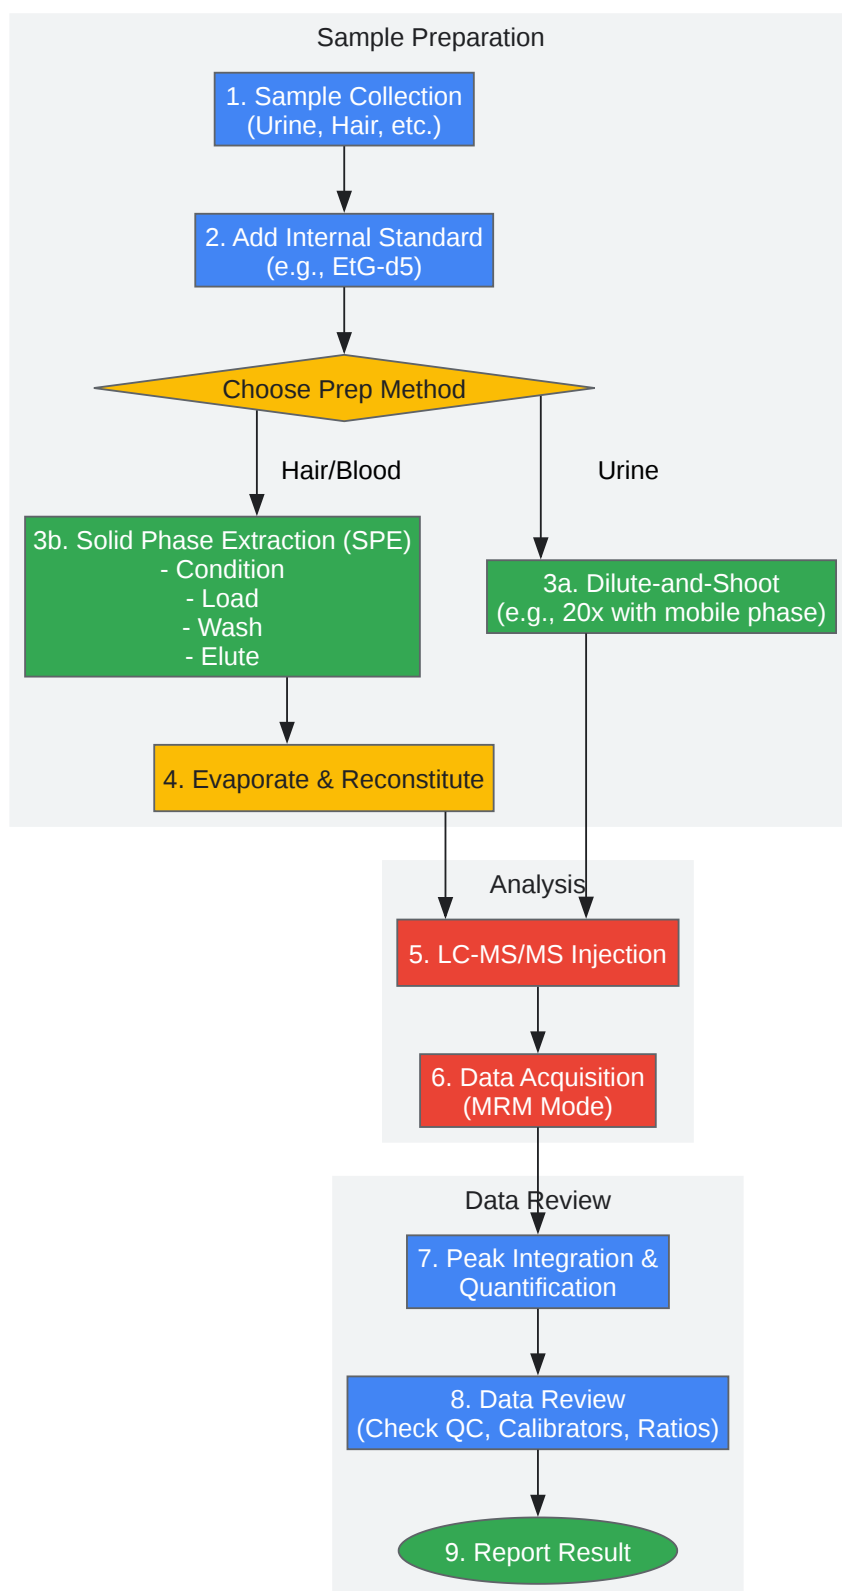 Sample Preparation
1. Sample Collection
(Urine, Hair, etc.)
2. Add Internal Standard
(e.g., EtG-d5)
Choose Prep Method
Hair/Blood
Urine
3b. Solid Phase Extraction (SPE)
- Condition
- Load
- Wash
- Elute
3a. Dilute-and-Shoot
(e.g., 20x with mobile phase)
4. Evaporate & Reconstitute
Analysis
5. LC-MS/MS Injection
6. Data Acquisition
(MRM Mode)
Data Review
7. Peak Integration &
Quantification
8. Data Review
(Check QC, Calibrators, Ratios)
9. Report Result